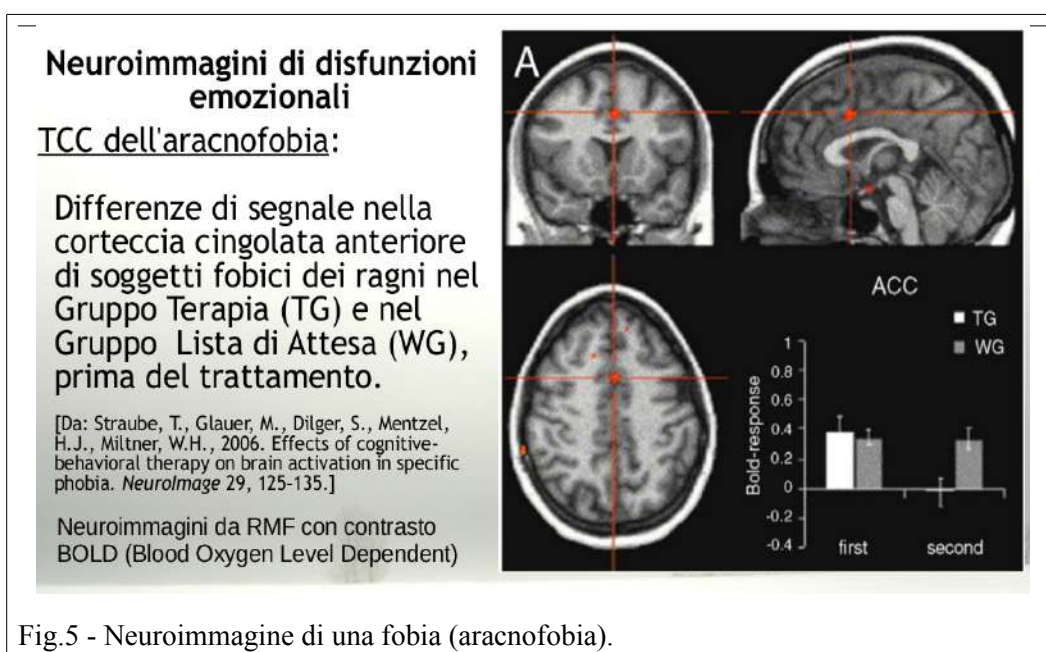 Neuroimmagini di disfunzioni
emozionali
TCC dell'aracnofobia:
Differenze di segnale nella
corteccia cingolata anteriore
di soggetti fobici dei ragni nel
Gruppo Terapia (TG) e nel
Gruppo Lista di Attesa (WG),
prima del trattamento.
[Da: Straube, T., Glauer, M., Dilger, S., Mentzel,
H.J., Miltner, W.H., 2006. Effects of cognitive-
behavioral therapy on brain activation in specific
phobia. NeuroImage 29, 125-135.]
Neuroimmagini da RMF con contrasto
BOLD (Blood Oxygen Level Dependent)
A
ACC
TG
WG
Bold-response
1
0.8
0.6
0.4
0.2
0
-0.2
-0.4
first second
Fig.5 - Neuroimmagine di una fobia (aracnofobia).